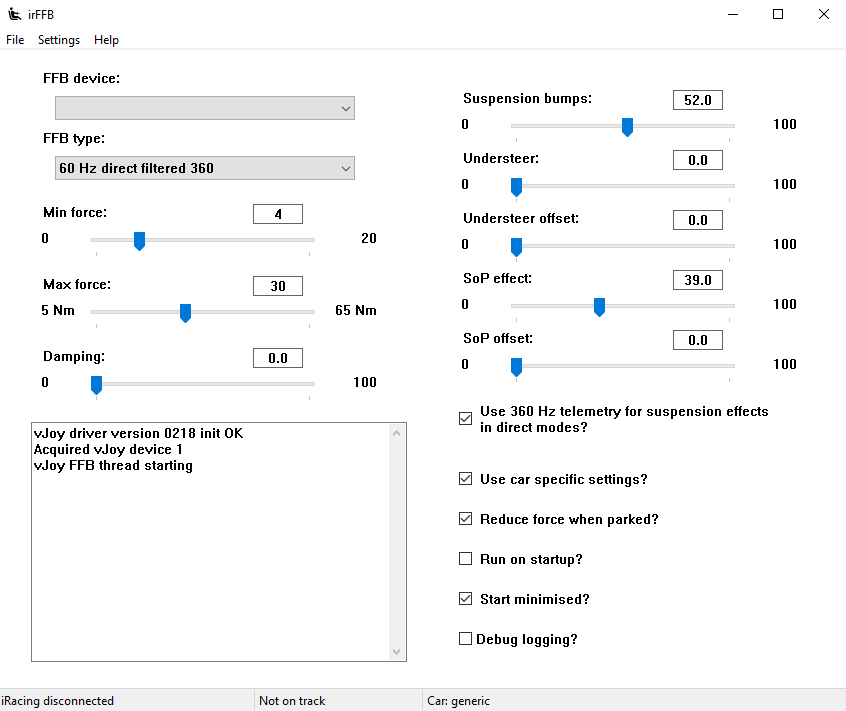 irFFB
File Settings Help
FFB device:
FFB type:
60 Hz direct filtered 360
Min force: 4
0 20
Max force: 30
5 Nm 65 Nm
Damping: 0.0
0 100
vJoy driver version 0218 init OK
Acquired vJoy device 1
vJoy FFB thread starting
Suspension bumps: 52.0
0 100
Understeer: 0.0
0 100
Understeer offset: 0.0
0 100
SoP effect: 39.0
0 100
SoP offset: 0.0
0 100
Use 360 Hz telemetry for suspension effects
in direct modes?
Use car specific settings?
Reduce force when parked?
Run on startup?
Start minimised?
Debug logging?
iRacing disconnected Not on track Car: generic